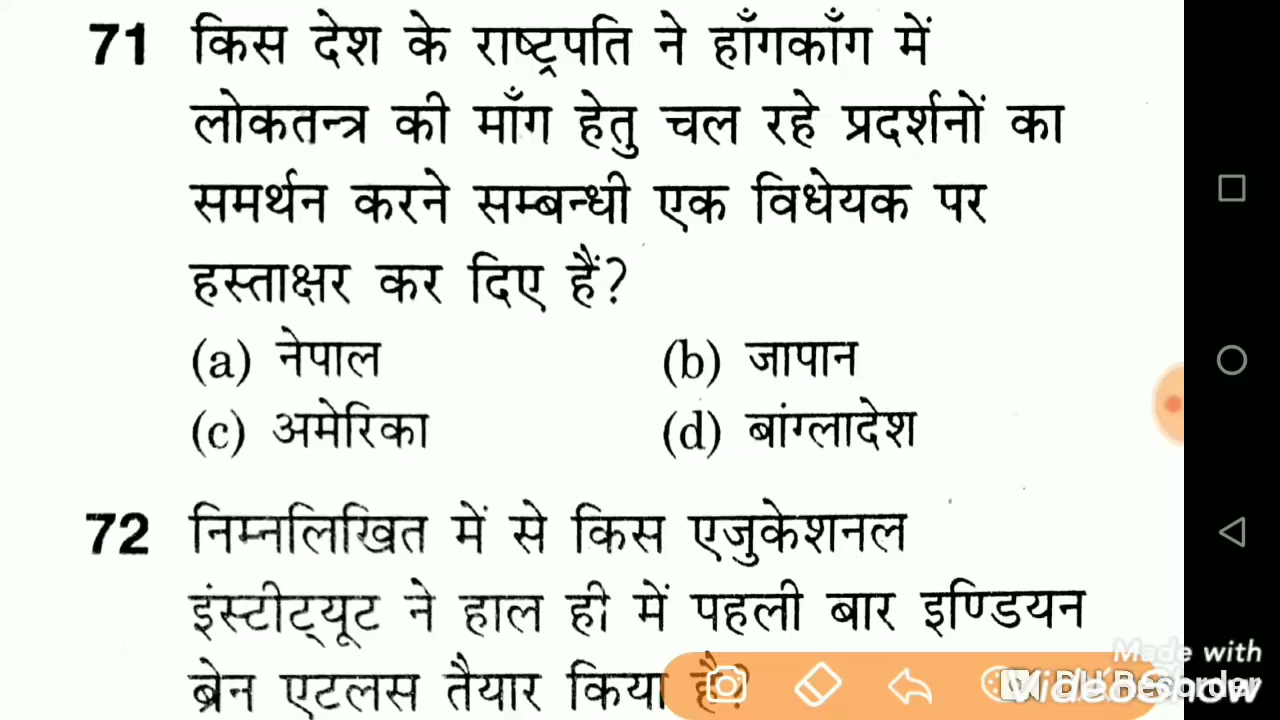 71 किस देश के राष्ट्रपति ने हाँगकाँग में
लोकतन्त्र की माँग हेतु चल रहे प्रदर्शनों का
समर्थन करने सम्बन्धी एक विधेयक पर
हस्ताक्षर कर दिए हैं?
(a) नेपाल (b) जापान
(c) अमेरिका (d) बांग्लादेश
72 निम्नलिखित में से किस एजुकेशनल
इंस्टीट्यूट ने हाल ही में पहली बार इण्डियन
ब्रेन एटलस तैयार किया है?
Made with